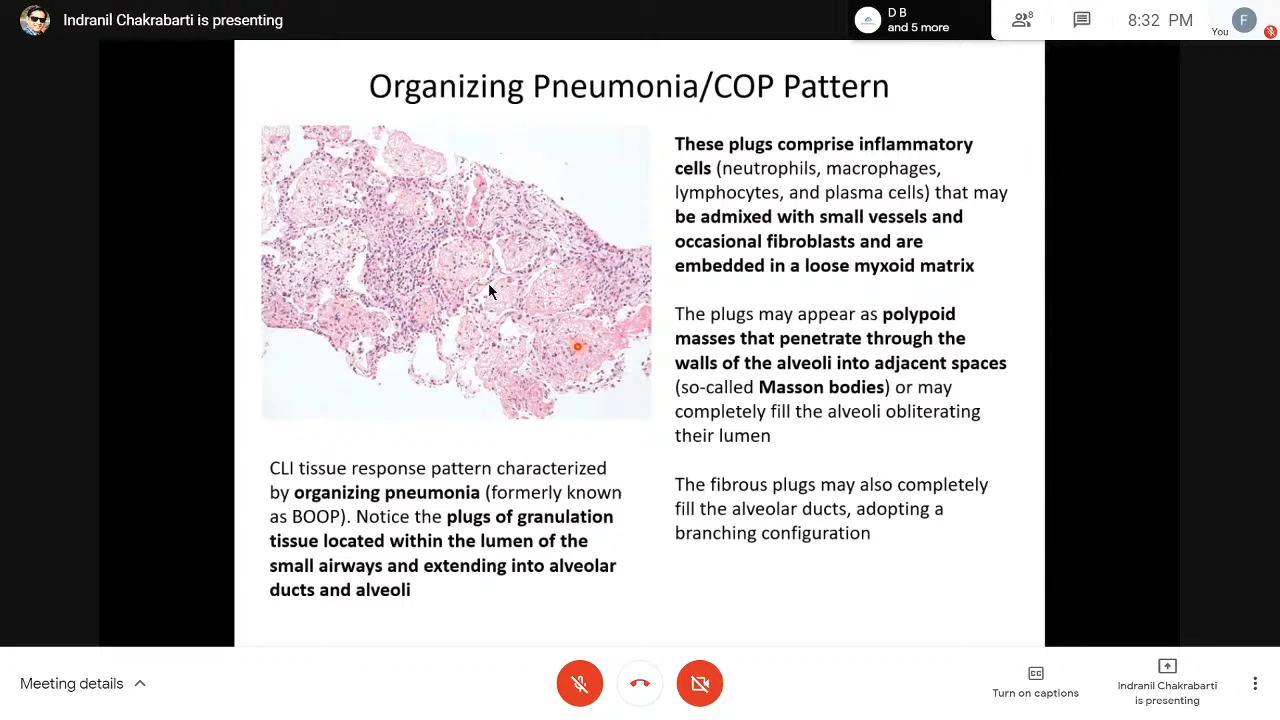 Indranil Chakrabarti is presenting
D B
and 5 more
8
8:32 PM
You
F
Organizing Pneumonia/COP Pattern
These plugs comprise inflammatory
cells (neutrophils, macrophages,
lymphocytes, and plasma cells) that may
be admixed with small vessels and
occasional fibroblasts and are
embedded in a loose myxoid matrix
The plugs may appear as polypoid
masses that penetrate through the
walls of the alveoli into adjacent spaces
(so-called Masson bodies) or may
completely fill the alveoli obliterating
their lumen
The fibrous plugs may also completely
fill the alveolar ducts, adopting a
branching configuration
CLI tissue response pattern characterized
by organizing pneumonia (formerly known
as BOOP). Notice the plugs of granulation
tissue located within the lumen of the
small airways and extending into alveolar
ducts and alveoli
Meeting details
CC
Turn on captions
Indranil Chakrabarti
is presenting